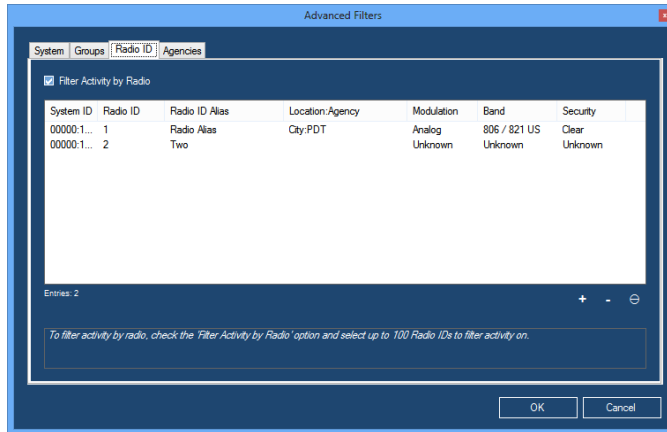 Advanced Filters
x
System Groups Radio ID Agencies
Filter Activity by Radio
System ID Radio ID Radio ID Alias Location:Agency Modulation Band Security
00000:1... 1 Radio Alias City:PDT Analog 806 / 821 US Clear
00000:1... 2 Two Unknown Unknown Unknown
Entries: 2
+ -
To filter activity by radio, check the 'Filter Activity by Radio' option and select up to 100 Radio IDs to filter activity on.
OK Cancel